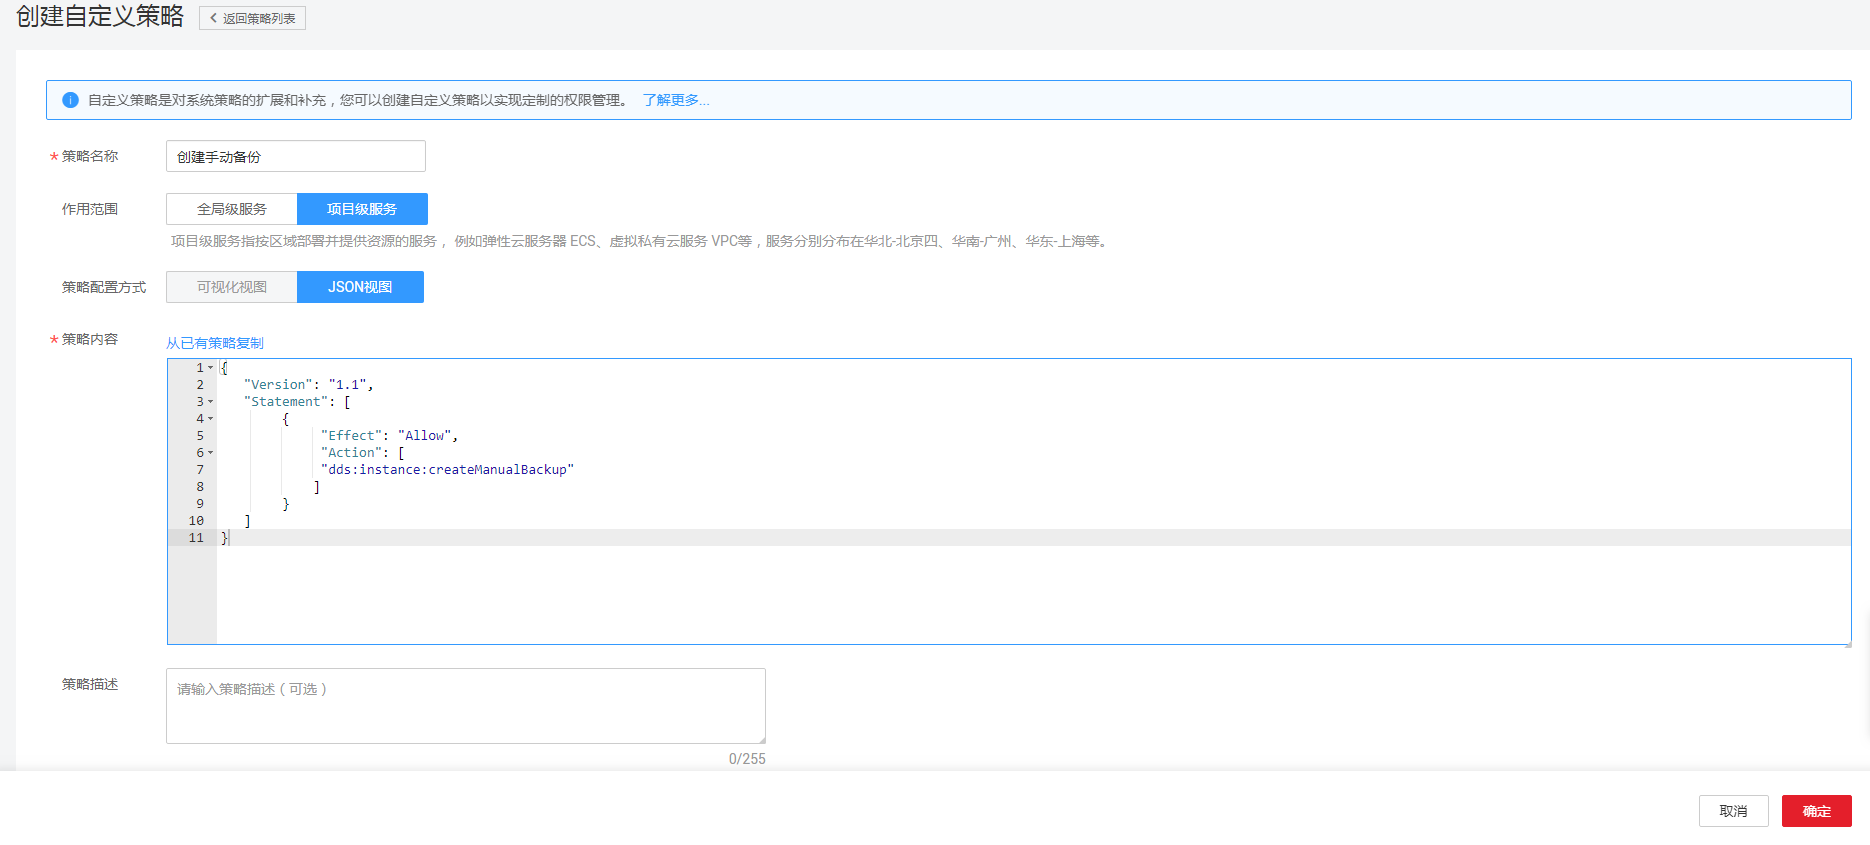 创建自定义策略
返回策略列表
自定义策略是对系统策略的扩展和补充，您可以创建自定义策略以实现定制的权限管理。 了解更多...
* 策略名称 创建手动备份
作用范围 全局级服务 项目级服务
项目级服务指按区域部署并提供资源的服务， 例如弹性云服务器 ECS、虚拟私有云服务 VPC等，服务分别分布在华北-北京四、华南-广州、华东-上海等。
策略配置方式 可视化视图 JSON视图
* 策略内容 从已有策略复制
1 {
2 "Version": "1.1",
3 "Statement": [
4 {
5 "Effect": "Allow",
6 "Action": [
7 "dds:instance:createManualBackup"
8 ]
9 }
10 ]
11 }
策略描述 请输入策略描述（可选）
0/255
取消 确定